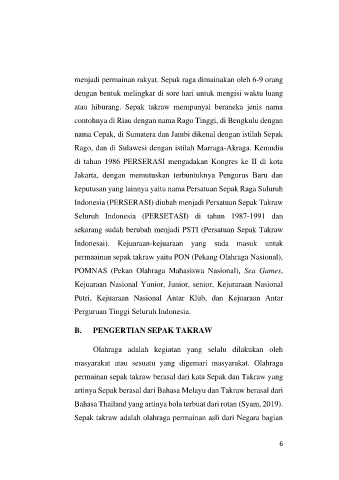 menjadi permainan rakyat. Sepak raga dimainakan oleh 6-9 orang
dengan bentuk melingkar di sore hari untuk mengisi waktu luang
atau hiburang. Sepak takraw mempunyai beraneka jenis nama
contohnya di Riau dengan nama Rago Tinggi, di Bengkulu dengan
nama Cepak, di Sumatera dan Jambi dikenal dengan istilah Sepak
Rago, dan di Sulawesi dengan istilah Marraga-Akraga. Kemudia
di tahun 1986 PERSERASI mengadakan Kongres ke II di kota
Jakarta, dengan memutuskan terbuntuknya Pengurus Baru dan
keputusan yang lainnya yaitu nama Persatuan Sepak Raga Suluruh
Indonesia (PERSERASI) diubah menjadi Persatuan Sepak Takraw
Seluruh Indonesia (PERSETASI) di tahun 1987-1991 dan
sekarang sudah berubah menjadi PSTI (Persatuan Sepak Takraw
Indonesai). Kejuaraan-kejuaraan yang suda masuk untuk
permaainan sepak takraw yaitu PON (Pekang Olahraga Nasional),
POMNAS (Pekan Olahraga Mahasiswa Nasional), Sea Games,
Kejuaraan Nasional Yunior, Junior, senior, Kejuraraan Nasional
Putri, Kejuaraan Nasional Antar Klub, dan Kejuaraan Antar
Perguruan Tinggi Seluruh Indonesia.
B. PENGERTIAN SEPAK TAKRAW
Olahraga adalah kegiatan yang selalu dilakukan oleh
masyarakat atau sesuatu yang digemari masyarakat. Olahraga
permainan sepak takraw berasal dari kata Sepak dan Takraw yang
artinya Sepak berasal dari Bahasa Melayu dan Takraw berasal dari
Bahasa Thailand yang artinya bola terbuat dari rotan (Syam, 2019).
Sepak takraw adalah olahraga permainan asli dari Negara bagian
6